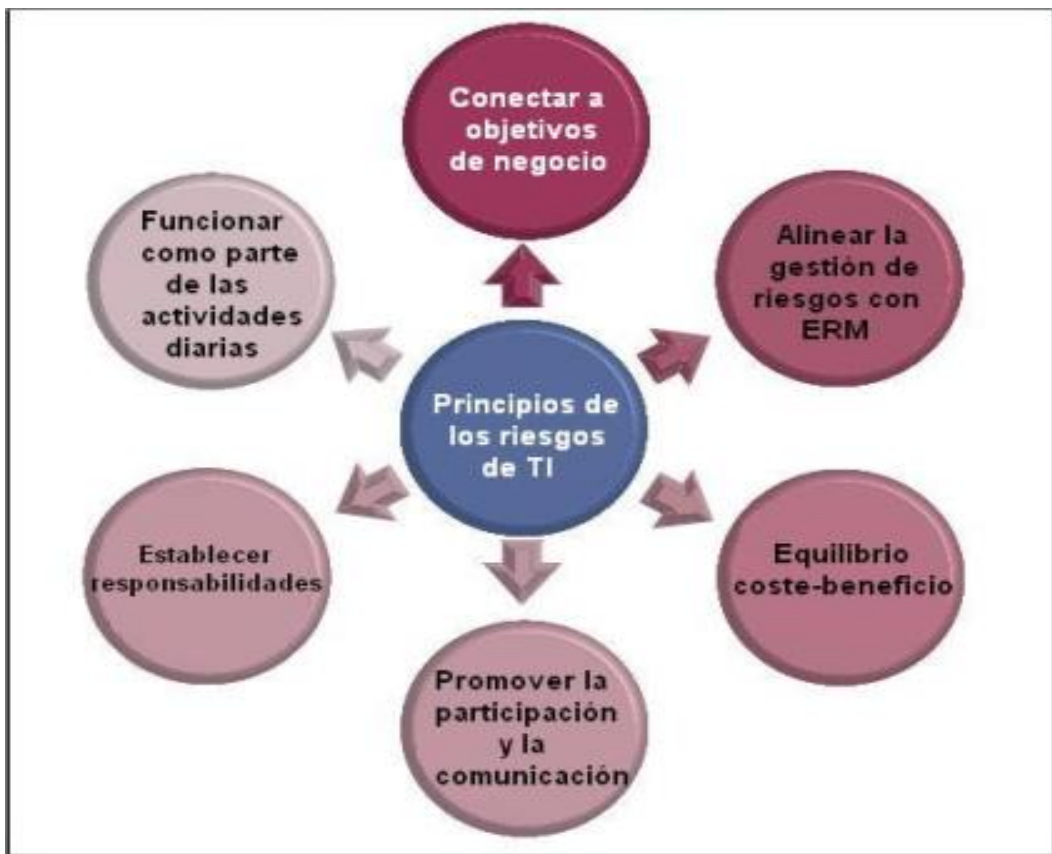 Conectar a
objetivos
de negocio
Alinear la
gestión de
riesgos con
ERM
Equilibrio
coste-beneficio
Promover la
participación
y la
comunicación
Establecer
responsabilidades
Funcionar
como parte
de las
actividades
diarias
Principios de
los riesgos
de TI